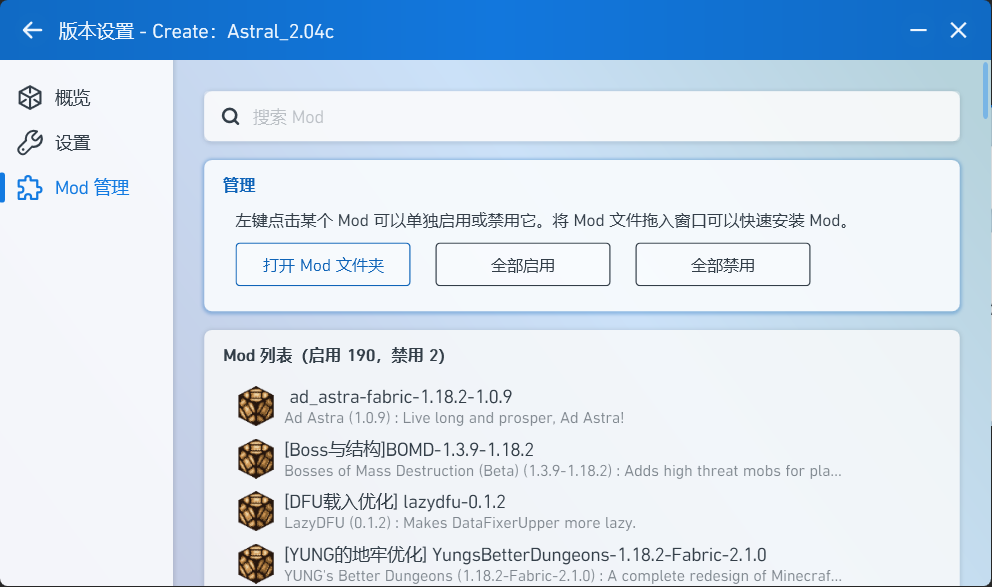 版本设置 - Create：Astral_2.04c
概览
设置
Mod 管理
搜索 Mod
管理
左键点击某个 Mod 可以单独启用或禁用它。将 Mod 文件拖入窗口可以快速安装 Mod。
打开 Mod 文件夹
全部启用
全部禁用
Mod 列表（启用 190，禁用 2）
ad_astra-fabric-1.18.2-1.0.9
Ad Astra (1.0.9) : Live long and prosper, Ad Astra!
[Boss与结构]BOMD-1.3.9-1.18.2
Bosses of Mass Destruction (Beta) (1.3.9-1.18.2) : Adds high threat mobs for pla...
[DFU载入优化] lazydfu-0.1.2
LazyDFU (0.1.2) : Makes DataFixerUpper more lazy.
[YUNG的地牢优化] YungsBetterDungeons-1.18.2-Fabric-2.1.0
YUNG's Better Dungeons (1.18.2-Fabric-2.1.0) : A complete redesign of Minecraf...